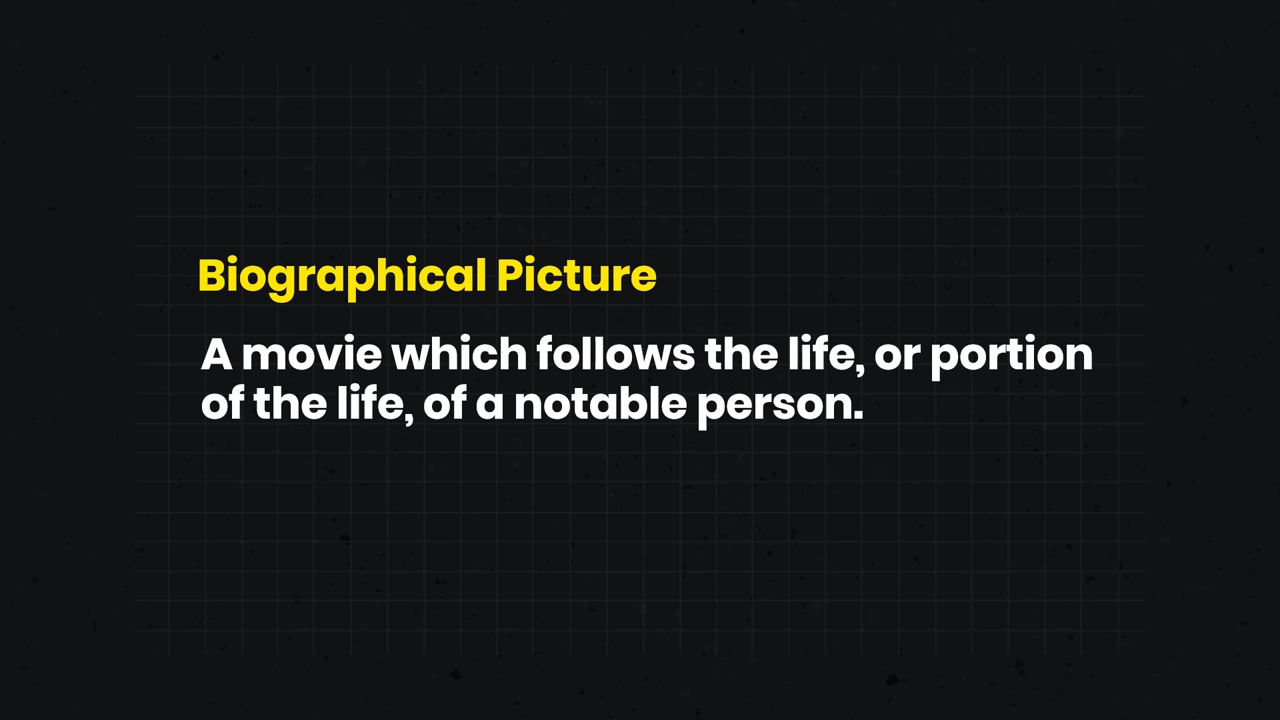 Biographical Picture
A movie which follows the life, or portion
of the life, of a notable person.